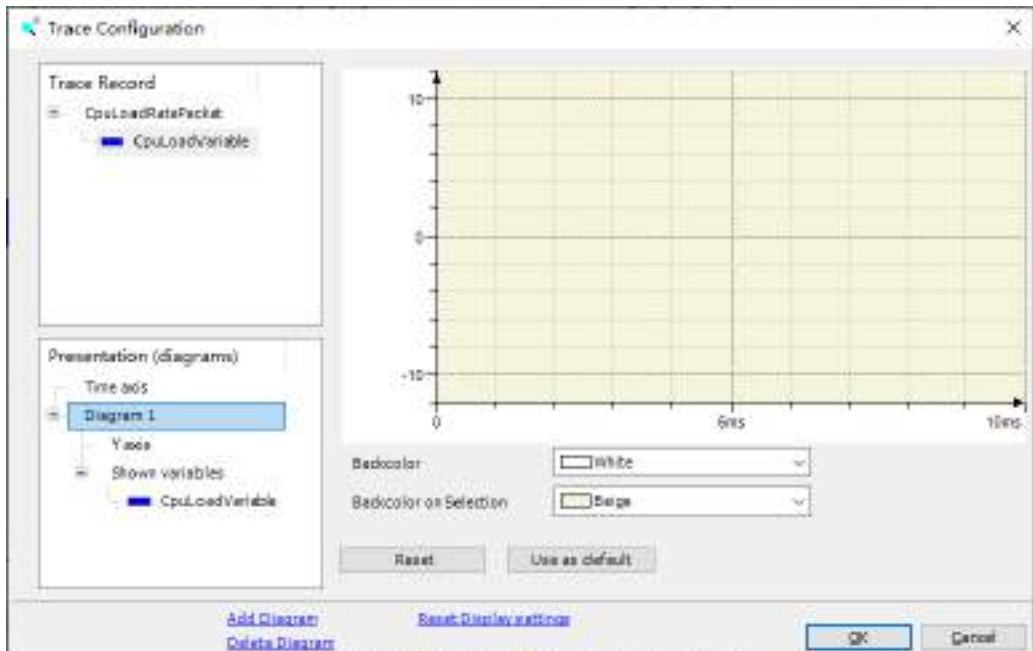 Trace Configuration
Trace Record
CpuLoadRatePacket
CpuLoadVariable
10
0
-10
0
5ms
10ms
Presentation (diagrams)
Time axis
Diagram 1
Y axis
Shown variables
CpuLoadVariable
Backcolor
White
Backcolor on Selection
Beige
Reset
Use as default
Add Diagram
Reset Display settings
Delete Diagram
OK
Cancel